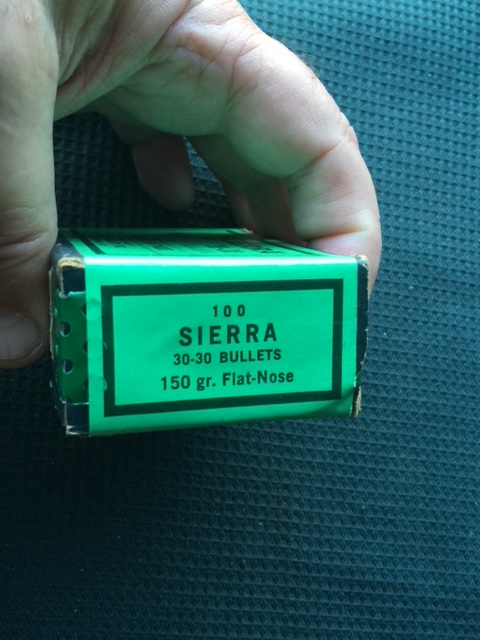 100
SIERRA
30-30 BULLETS
150 gr. Flat-Nose